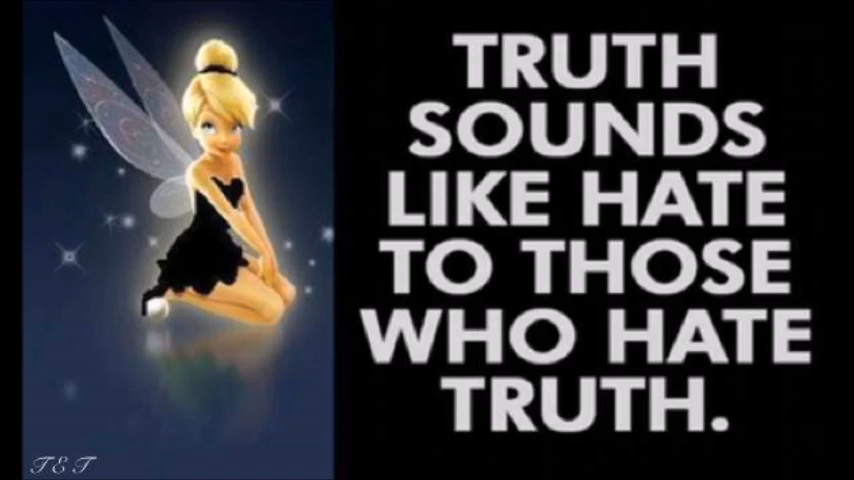 TRUTH
SOUNDS
LIKE HATE
TO THOSE
WHO HATE
TRUTH.
T&T